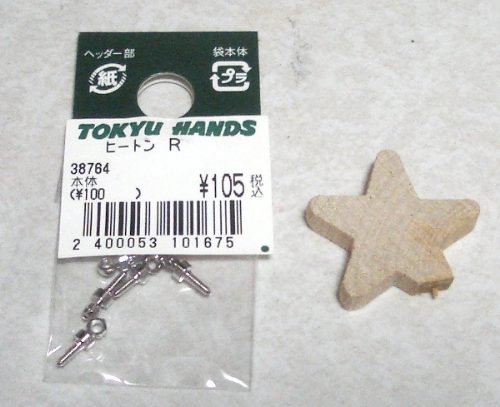 ヘッダー部
袋本体
紙
プラ
TOKYU HANDS
ヒートン R
38764
本体
(¥100 )
¥105 税込
2 400053 101675